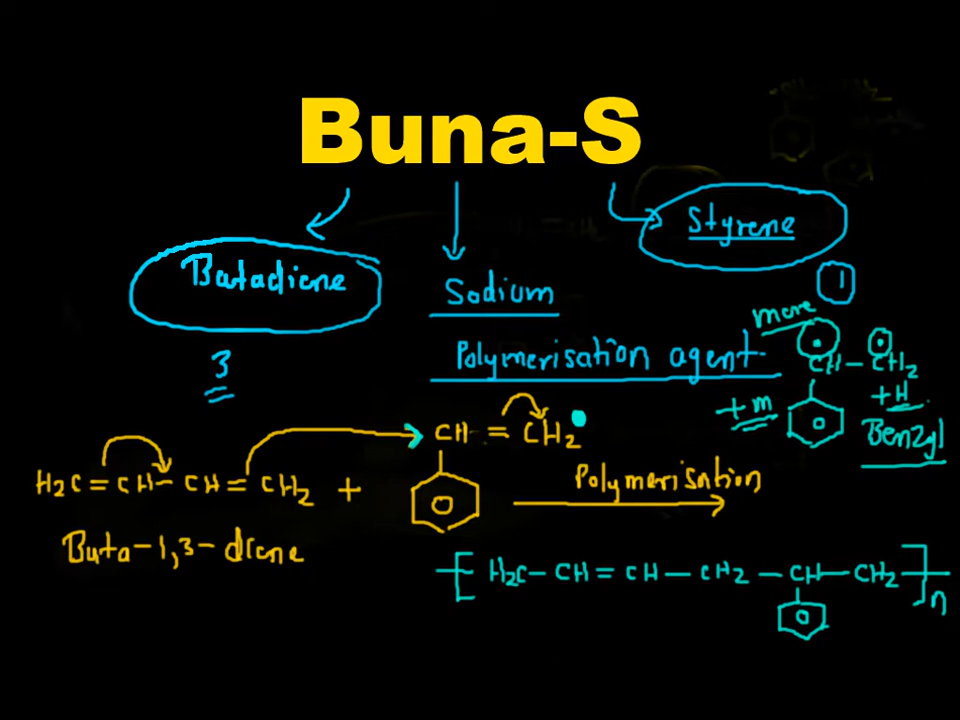 Buna-S
Styrene
Butadiene
Sodium
1
more
Polymerisation agent
3
CH — CH2
+m
+H
Benzyl
CH = CH2
H2C = CH — CH = CH2 +
Polymerisation
Buta-1,3-diene
[ H2C — CH = CH — CH2 — CH — CH2 ]n